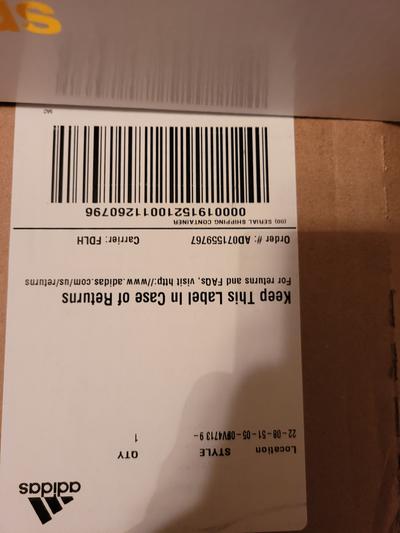 adidas
Location STYLE QTY
22-08-51-05-0FV4713 9- 1
Keep This Label In Case of Returns
For returns and FAQs, visit http://www.adidas.com/us/returns
Order #: AD071559767 Carrier: FDLH
(00) SERIAL SHIPPING CONTAINER
00001915210011260796